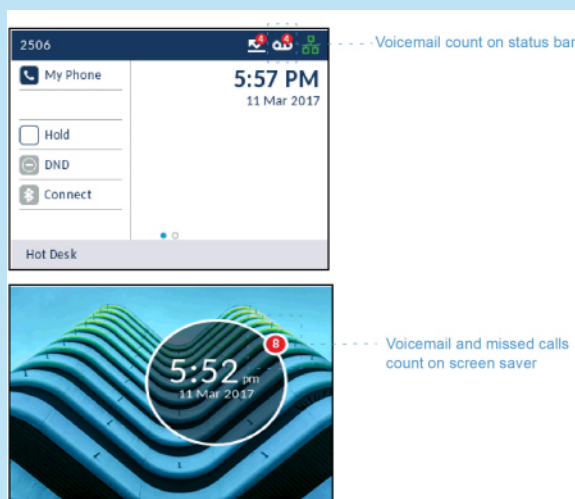 2506
4
4
Voicemail count on status bar
My Phone
5:57 PM
11 Mar 2017
Hold
DND
Connect
Hot Desk
8
Voicemail and missed calls
count on screen saver
5:52 pm
11 Mar 2017